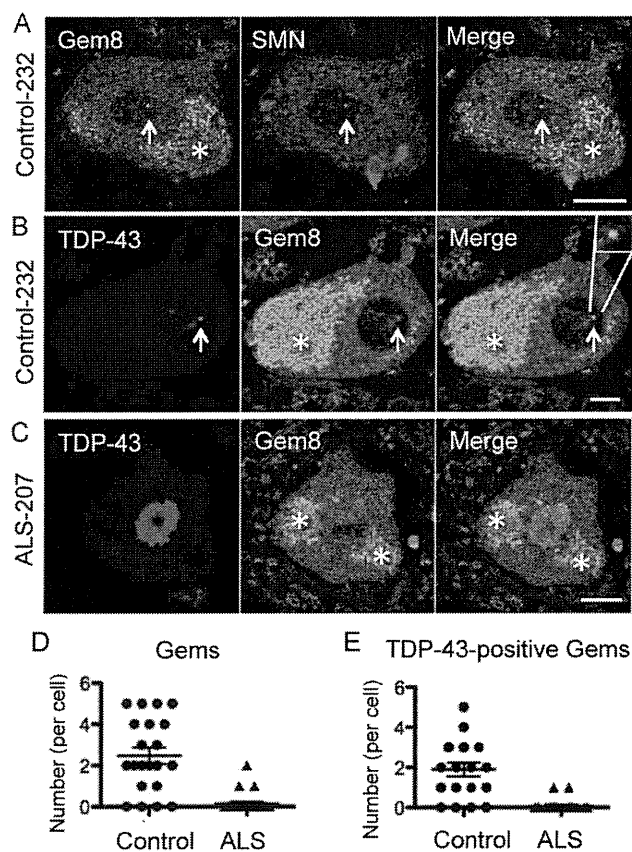 A
Gem8 SMN Merge
Control-232
*
*
B
TDP-43 Gem8 Merge
Control-232
*
*
C
TDP-43 Gem8 Merge
ALS-207
*
*
*
*
D Gems
Number (per cell)
6
4
2
0
Control ALS
E TDP-43-positive Gems
Number (per cell)
6
4
2
0
Control ALS